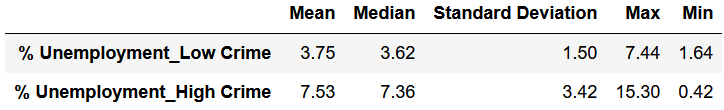 Mean Median Standard Deviation Max Min
% Unemployment_Low Crime 3.75 3.62 1.50 7.44 1.64
% Unemployment_High Crime 7.53 7.36 3.42 15.30 0.42